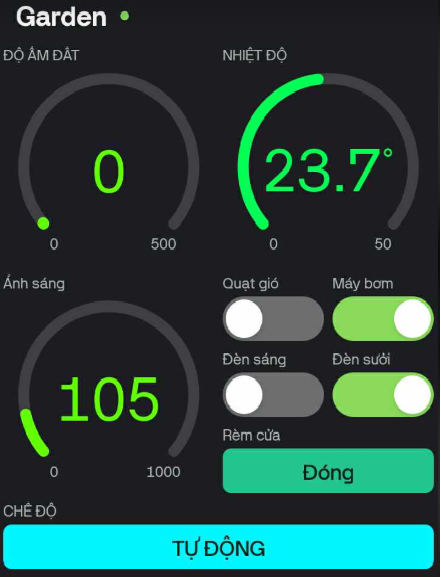 Garden
ĐỘ ẨM ĐẤT
NHIỆT ĐỘ
0
23.7°
0 500
0 50
Ánh sáng
Quạt gió
Máy bơm
105
Đèn sáng
Đèn sưởi
0 1000
Rèm cửa
Đóng
CHẾ ĐỘ
TỰ ĐỘNG